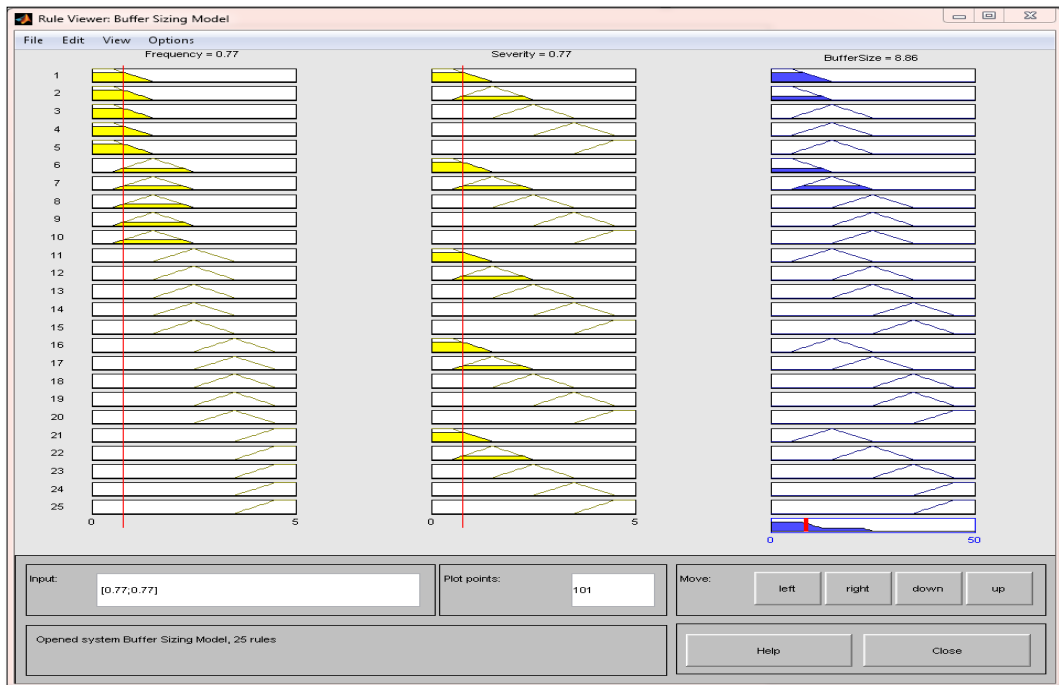 Rule Viewer: Buffer Sizing Model
File Edit View Options
Frequency = 0.77
Severity = 0.77
BufferSize = 8.86
1
2
3
4
5
6
7
8
9
10
11
12
13
14
15
16
17
18
19
20
21
22
23
24
25
0 5
0 5
0 50
Input:
[0.77;0.77]
Plot points:
101
Move:
left
right
down
up
Opened system Buffer Sizing Model, 25 rules
Help
Close